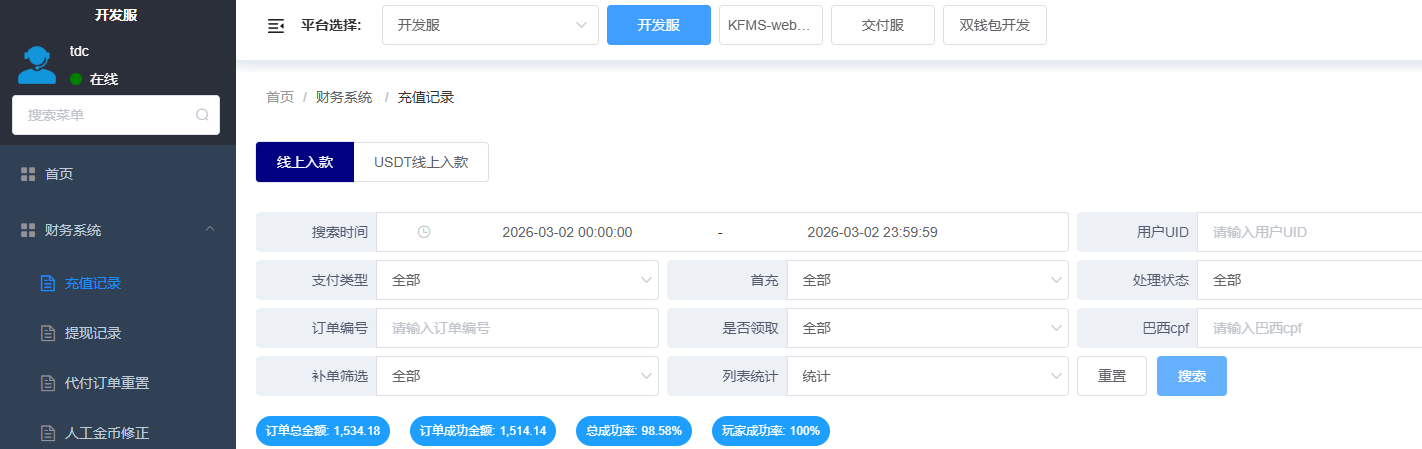 开发服
tdc
在线
搜索菜单
首页
财务系统
充值记录
提现记录
代付订单重置
人工金币修正
平台选择: 开发服 开发服 KFMS-web... 交付服 双钱包开发
首页 / 财务系统 / 充值记录
线上入款 USDT线上入款
搜索时间 2026-03-02 00:00:00 - 2026-03-02 23:59:59 用户UID 请输入用户UID
支付类型 全部 首充 全部 处理状态 全部
订单编号 请输入订单编号 是否领取 全部 巴西cpf 请输入巴西cpf
补单筛选 全部 列表统计 统计 重置 搜索
订单总金额: 1,534.18 订单成功金额: 1,514.14 总成功率: 98.58% 玩家成功率: 100%